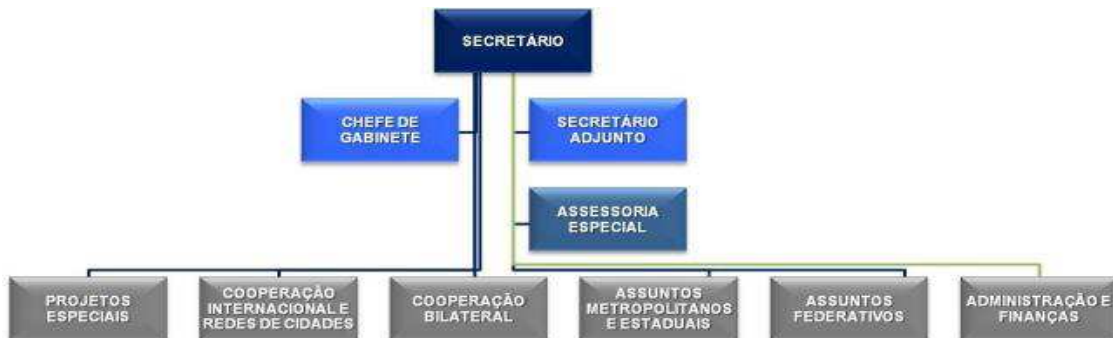 SECRETÁRIO
CHEFE DE
GABINETE
SECRETÁRIO
ADJUNTO
ASSESSORIA
ESPECIAL
PROJETOS
ESPECIAIS
COOPERAÇÃO
INTERNACIONAL E
REDES DE CIDADES
COOPERAÇÃO
BILATERAL
ASSUNTOS
METROPOLITANOS
E ESTADUAIS
ASSUNTOS
FEDERATIVOS
ADMINISTRAÇÃO E
FINANÇAS